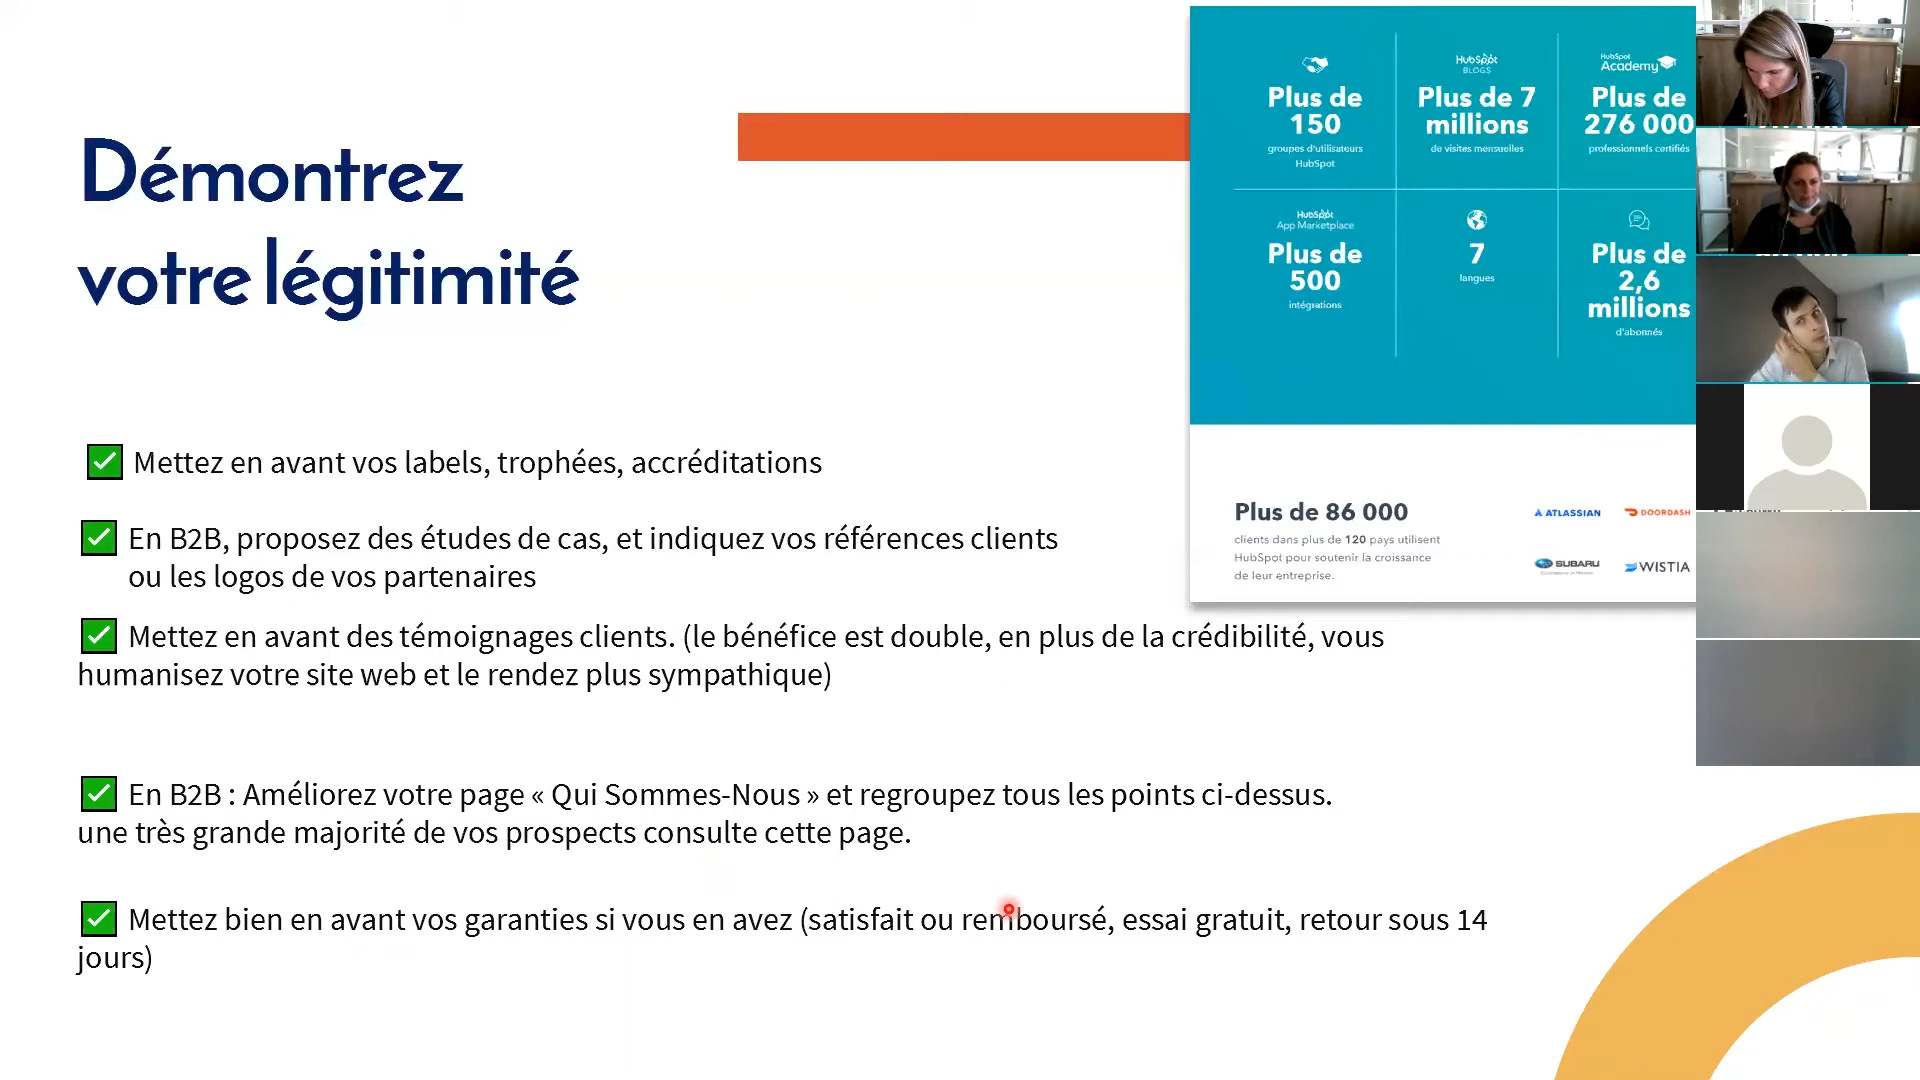 Démontrez
votre légitimité
Mettez en avant vos labels, trophées, accréditations
En B2B, proposez des études de cas, et indiquez vos références clients
ou les logos de vos partenaires
Mettez en avant des témoignages clients. (le bénéfice est double, en plus de la crédibilité, vous
humanisez votre site web et le rendez plus sympathique)
En B2B : Améliorez votre page « Qui Sommes-Nous » et regroupez tous les points ci-dessus.
une très grande majorité de vos prospects consulte cette page.
Mettez bien en avant vos garanties si vous en avez (satisfait ou remboursé, essai gratuit, retour sous 14
jours)
Plus de
150
groupes d'utilisateurs
HubSpot
HubSpot
BLOGS
Plus de 7
millions
de visites mensuelles
HubSpot
Academy
Plus de
276 000
professionnels certifiés
HubSpot
App Marketplace
Plus de
500
intégrations
7
langues
Plus de
2,6
millions
d'abonnés
Plus de 86 000
clients dans plus de 120 pays utilisent
HubSpot pour soutenir la croissance
de leur entreprise.
ATLASSIAN
DOORDASH
SUBARU
WISTIA